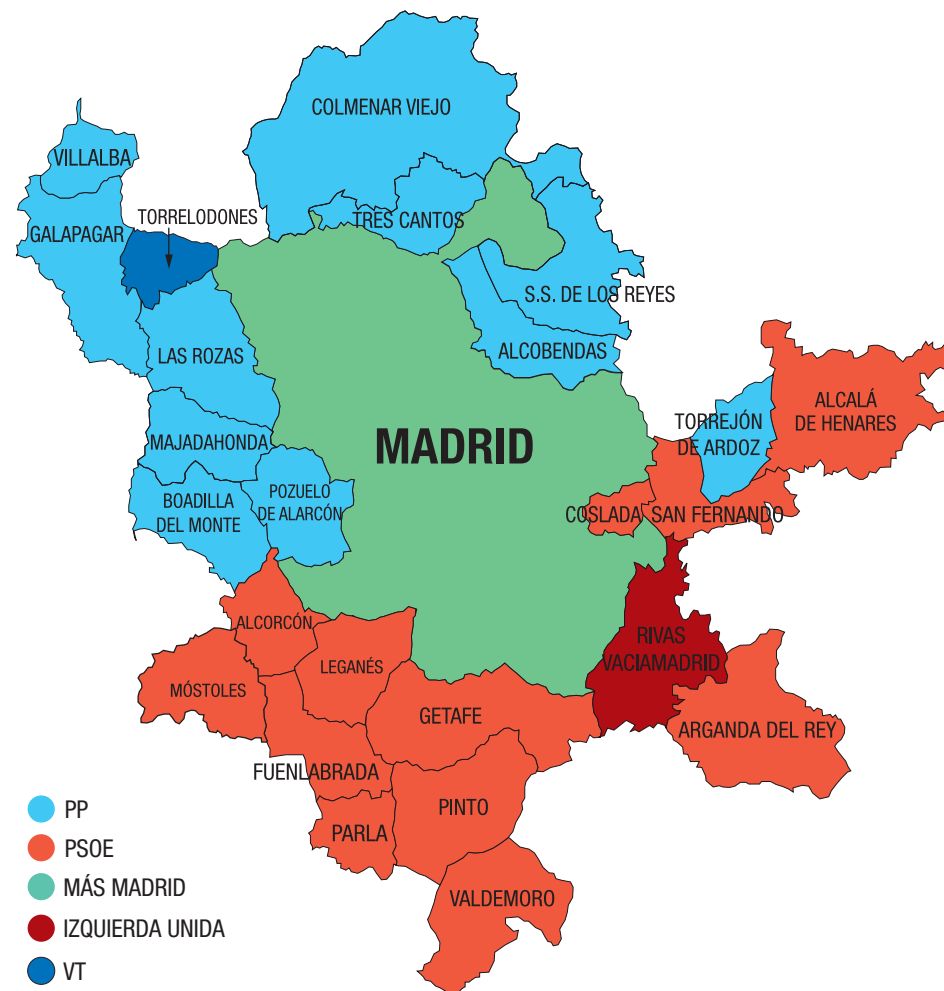 COLMENAR VIEJO
VILLALBA
TORRELODONES
TRES CANTOS
GALAPAGAR
S.S. DE LOS REYES
LAS ROZAS
ALCOBENDAS
ALCALÁ
DE HENARES
TORREJÓN
DE ARDOZ
MAJADAHONDA
MADRID
POZUELO
DE ALARCÓN
BOADILLA
DEL MONTE
COSLADA
SAN FERNANDO
ALCORCÓN
RIVAS
VACIAMADRID
LEGANÉS
MÓSTOLES
GETAFE
ARGANDA DEL REY
FUENLABRADA
PINTO
PARLA
VALDEMORO
PP
PSOE
MÁS MADRID
IZQUIERDA UNIDA
VT